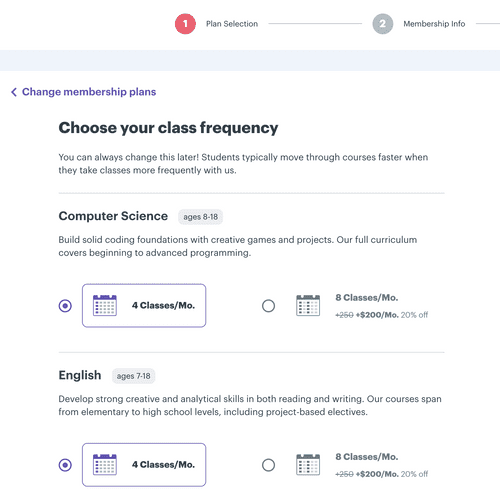 1 Plan Selection 2 Membership Info
Change membership plans
Choose your class frequency
You can always change this later! Students typically move through courses faster when
they take classes more frequently with us.
Computer Science ages 8-18
Build solid coding foundations with creative games and projects. Our full curriculum
covers beginning to advanced programming.
4 Classes/Mo. 8 Classes/Mo.
+250 +$200/Mo. 20% off
English ages 7-18
Develop strong creative and analytical skills in both reading and writing. Our courses span
from elementary to high school levels, including project-based electives.
4 Classes/Mo. 8 Classes/Mo.
+250 +$200/Mo. 20% off